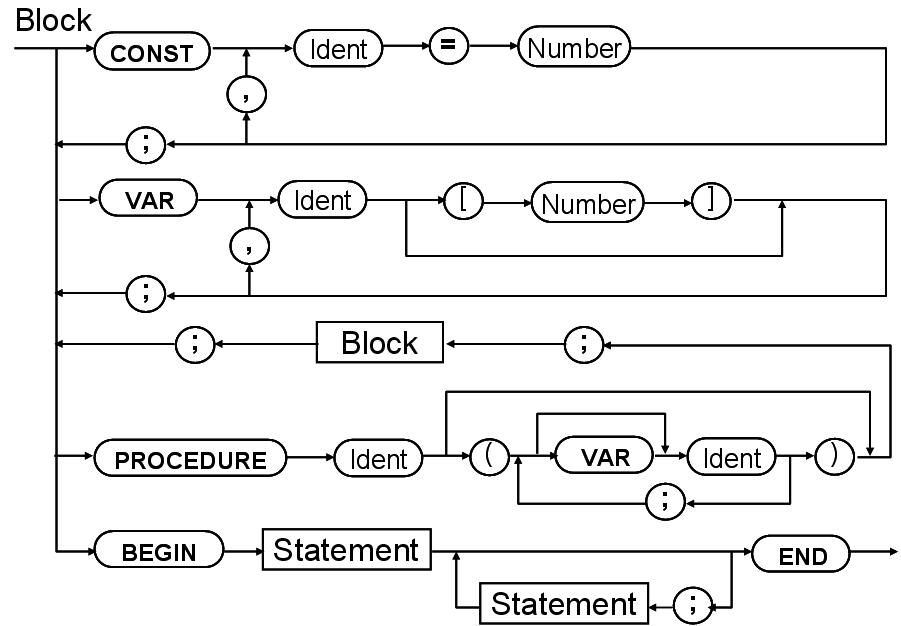 Block
CONST Ident = Number
,
;
VAR Ident [ Number ]
,
;
; Block ;
PROCEDURE Ident ( VAR Ident )
;
BEGIN Statement END
Statement ;